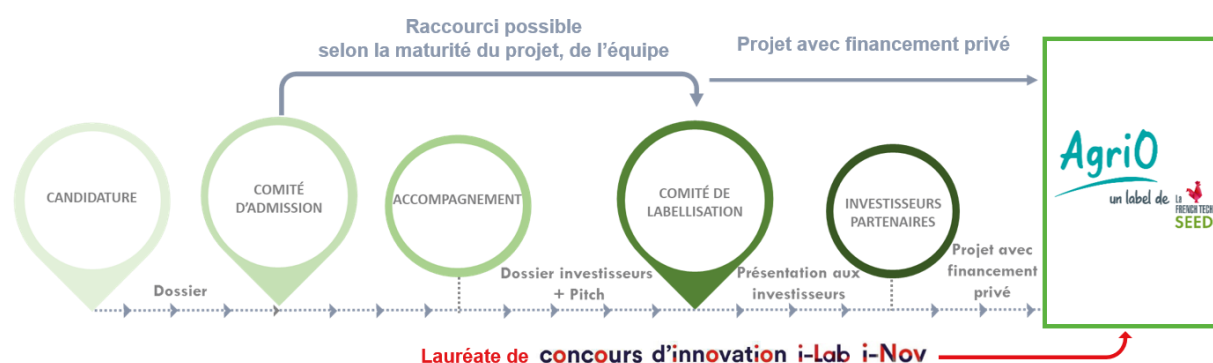 Raccourci possible
selon la maturité du projet, de l'équipe
Projet avec financement privé
CANDIDATURE
COMITÉ
D'ADMISSION
ACCOMPAGNEMENT
COMITÉ DE
LABELLISATION
INVESTISSEURS
PARTENAIRES
AgriO
un label de
La
FRENCH TECH
SEED
Dossier
Dossier investisseurs
+ Pitch
Présentation aux
investisseurs
Projet avec
financement
privé
Lauréate de concours d'innovation i-Lab i-Nov